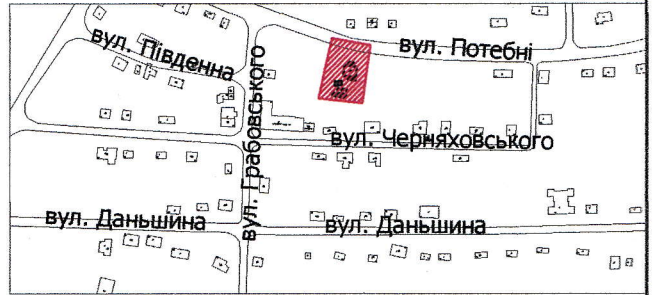 вул. Південна
вул. Потебні
вул. Грабовського
вул. Черняховського
вул. Даньшина
вул. Даньшина